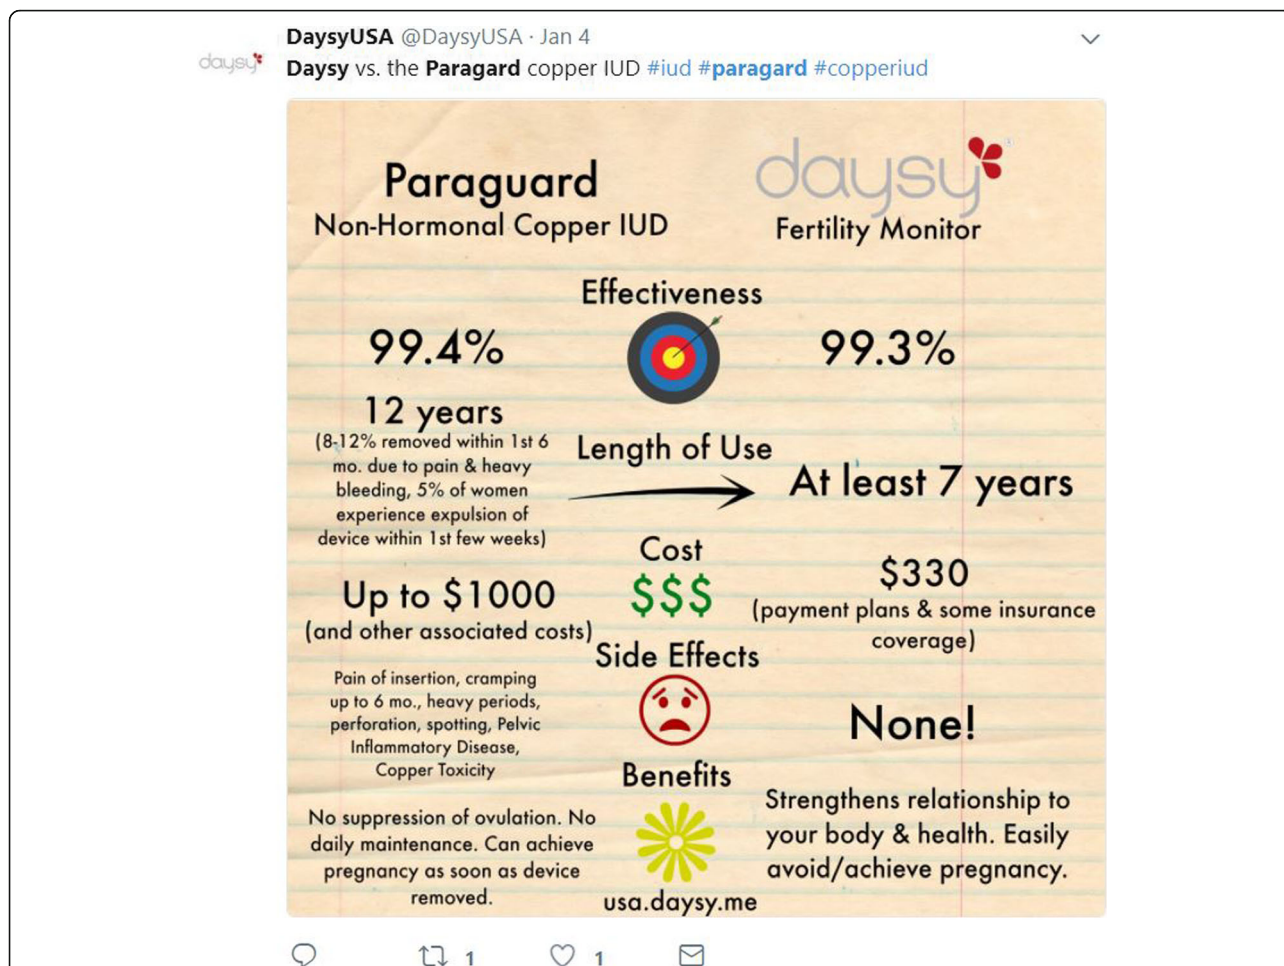 DaysyUSA @DaysyUSA · Jan 4
daysy
Daysy vs. the Paragard copper IUD #iud #paragard #copperiud
Paraguard
Non-Hormonal Copper IUD
daysy
Fertility Monitor
Effectiveness
99.4%
99.3%
12 years
(8-12% removed within 1st 6
mo. due to pain & heavy
bleeding, 5% of women
experience expulsion of
device within 1st few weeks)
Length of Use
At least 7 years
Cost
$$$
Up to $1000
(and other associated costs)
$330
(payment plans & some insurance
coverage)
Side Effects
Pain of insertion, cramping
up to 6 mo., heavy periods,
perforation, spotting, Pelvic
Inflammatory Disease,
Copper Toxicity
None!
Benefits
No suppression of ovulation. No
daily maintenance. Can achieve
pregnancy as soon as device
removed.
Strengthens relationship to
your body & health. Easily
avoid/achieve pregnancy.
usa.daysy.me
1
1